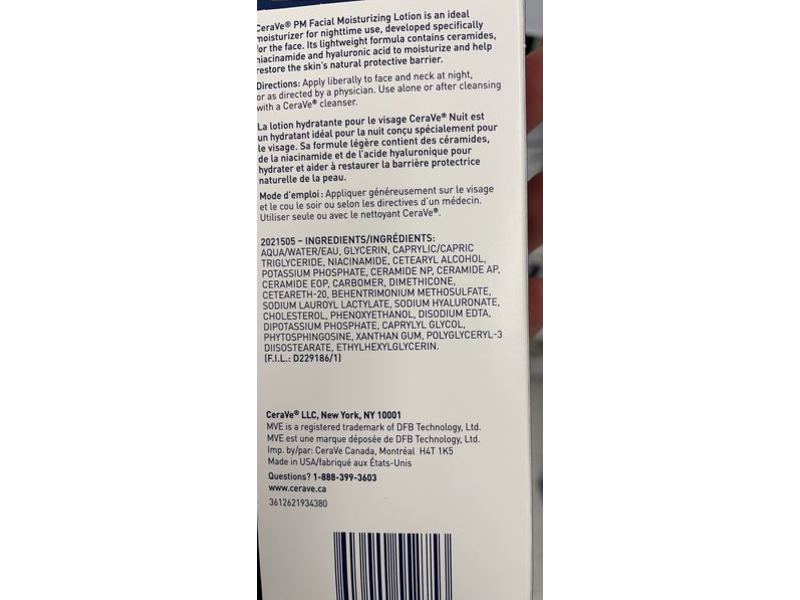 CeraVe® PM Facial Moisturizing Lotion is an ideal
moisturizer for nighttime use, developed specifically
for the face. Its lightweight formula contains ceramides,
niacinamide and hyaluronic acid to moisturize and help
restore the skin's natural protective barrier.
Directions: Apply liberally to face and neck at night,
or as directed by a physician. Use alone or after cleansing
with a CeraVe® cleanser.
La lotion hydratante pour le visage CeraVe® Nuit est
un hydratant idéal pour la nuit conçu spécialement pour
le visage. Sa formule légère contient des céramides,
de la niacinamide et de l'acide hyaluronique pour
hydrater et aider à restaurer la barrière protectrice
naturelle de la peau.
Mode d'emploi: Appliquer généreusement sur le visage
et le cou le soir ou selon les directives d'un médecin.
Utiliser seule ou avec le nettoyant CeraVe®.
2021505 – INGREDIENTS/INGRÉDIENTS:
AQUA/WATER/EAU, GLYCERIN, CAPRYLIC/CAPRIC
TRIGLYCERIDE, NIACINAMIDE, CETEARYL ALCOHOL,
POTASSIUM PHOSPHATE, CERAMIDE NP, CERAMIDE AP,
CERAMIDE EOP, CARBOMER, DIMETHICONE,
CETEARETH-20, BEHENTRIMONIUM METHOSULFATE,
SODIUM LAUROYL LACTYLATE, SODIUM HYALURONATE,
CHOLESTEROL, PHENOXYETHANOL, DISODIUM EDTA,
DIPOTASSIUM PHOSPHATE, CAPRYLYL GLYCOL,
PHYTOSPHINGOSINE, XANTHAN GUM, POLYGLYCERYL-3
DIISOSTEARATE, ETHYLHEXYLGLYCERIN.
(F.I.L.: D229186/1)
CeraVe® LLC, New York, NY 10001
MVE is a registered trademark of DFB Technology, Ltd.
MVE est une marque déposée de DFB Technology, Ltd.
Imp. by/par: CeraVe Canada, Montréal H4T 1K5
Made in USA/fabriqué aux États-Unis
Questions? 1-888-399-3603
www.cerave.ca
3612621934380